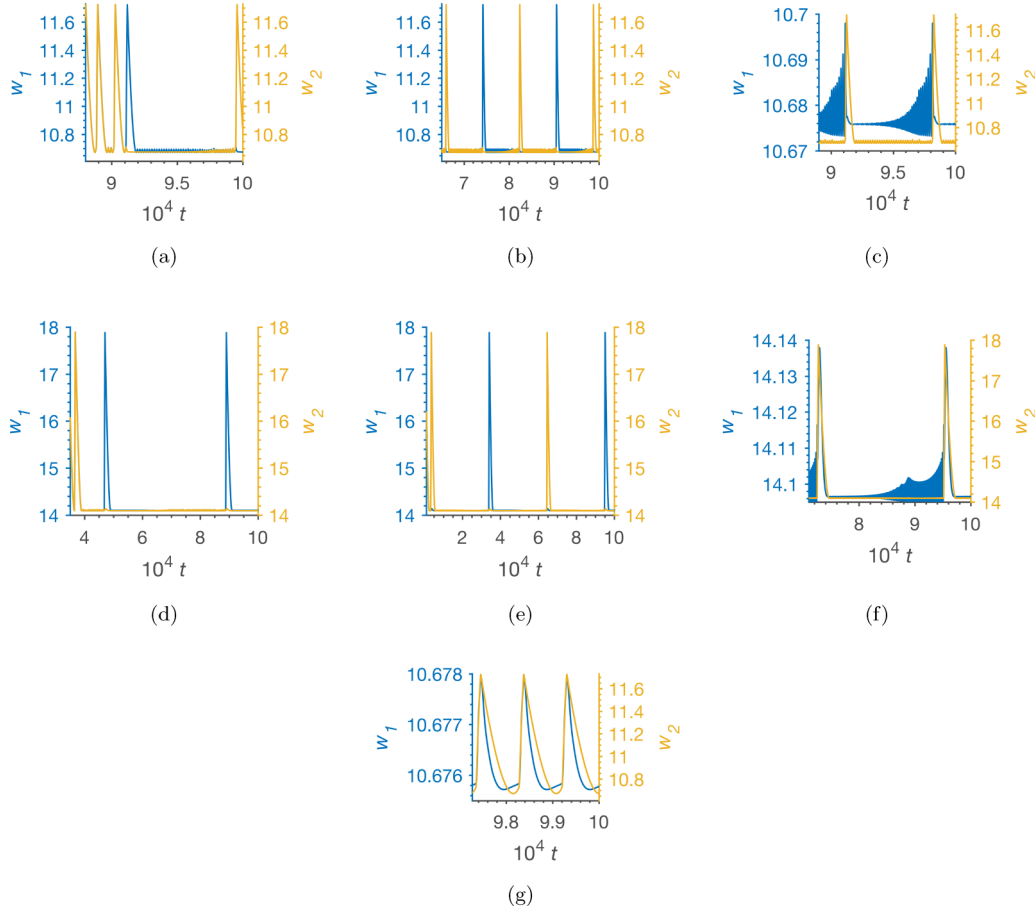 11.6 11.6 11.6 11.6 10.7 11.6
11.4 11.4 11.4 11.4 10.69 11.4
w1 11.2 11.2 w2 w1 11.2 11.2 w2 w1 10.68 11.2 w2
11 11 11 11 11
10.8 10.8 10.8 10.8 10.67 10.8
9 9.5 10 7 8 9 10 9 9.5 10
10^4 t 10^4 t 10^4 t
(a) (b) (c)
18 18 18 18 14.14 18
17 17 17 17 14.13 17
w1 16 16 w2 w1 16 16 w2 w1 14.12 16 w2
15 15 15 15 14.11 15
14 14 14 14 14.1 14
4 6 8 10 2 4 6 8 10 8 9 10
10^4 t 10^4 t 10^4 t
(d) (e) (f)
10.678 11.6
11.4
w1 10.677 11.2 w2
11
10.676 10.8
9.8 9.9 10
10^4 t
(g)